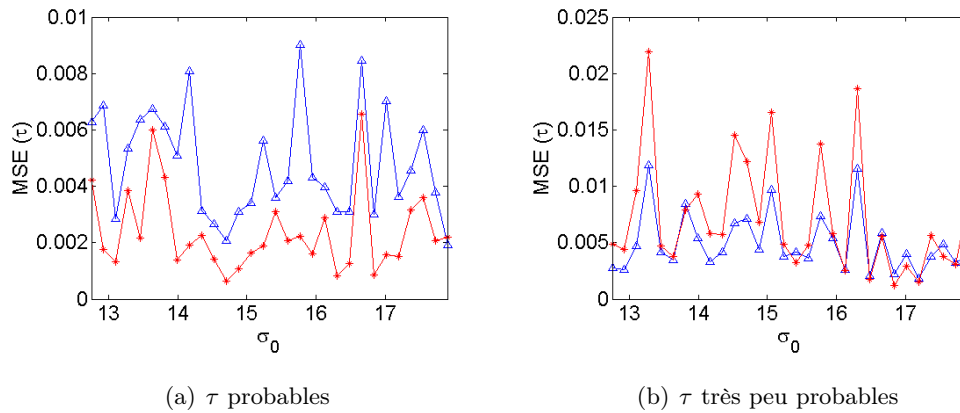 0.01
0.008
0.006
0.004
0.002
0
MSE (τ)
13 14 15 16 17
σ0
(a) τ probables
0.025
0.02
0.015
0.01
0.005
0
MSE (τ)
13 14 15 16 17
σ0
(b) τ très peu probables